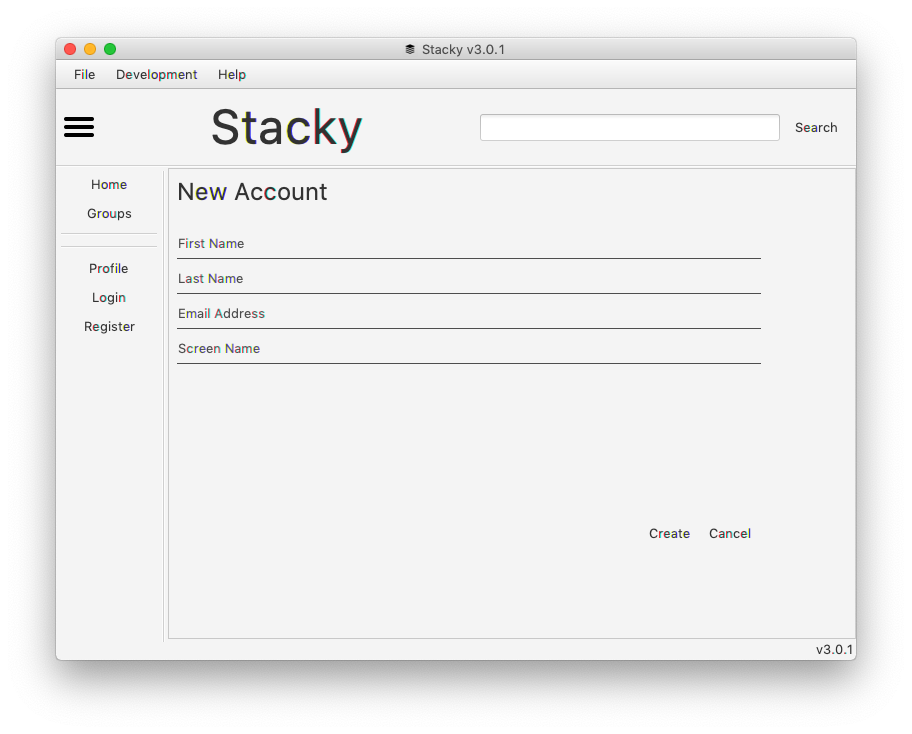 Stacky v3.0.1
File Development Help
Stacky
Search
Home
Groups
Profile
Login
Register
New Account
First Name
Last Name
Email Address
Screen Name
Create Cancel
v3.0.1